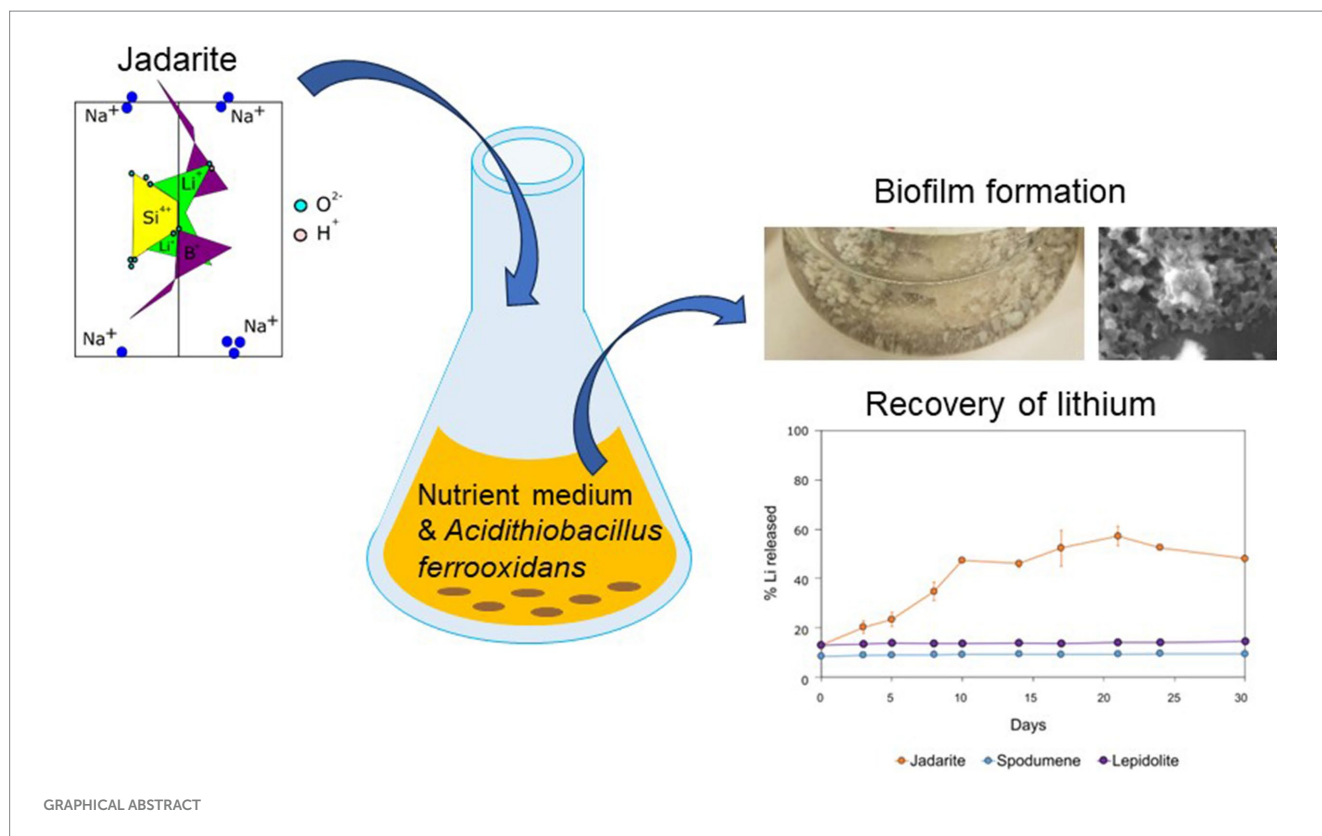 Jadarite
Na+
Na+
Li+
Si4+
Li+
B+
Na+
Na+
O2-
H+
Nutrient medium
& Acidithiobacillus
ferrooxidans
Biofilm formation
Recovery of lithium
% Li released
100
80
60
40
20
0
0 5 10 15 20 25 30
Days
Jadarite Spodumene Lepidolite
GRAPHICAL ABSTRACT